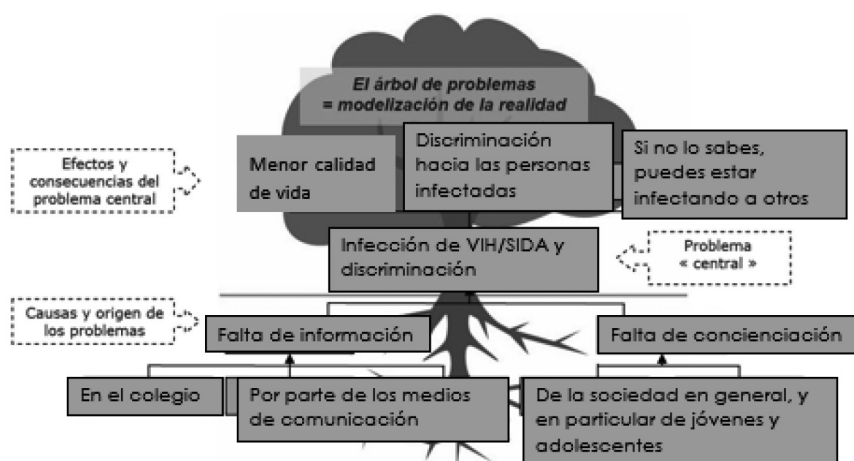 El árbol de problemas
= modelización de la realidad
Efectos y
consecuencias del
problema central
Menor calidad
de vida
Discriminación
hacia las personas
infectadas
Si no lo sabes,
puedes estar
infectando a otros
Infección de VIH/SIDA y
discriminación
Problema
« central »
Causas y origen de
los problemas
Falta de información
Falta de concienciación
En el colegio
Por parte de los medios
de comunicación
De la sociedad en general, y
en particular de jóvenes y
adolescentes